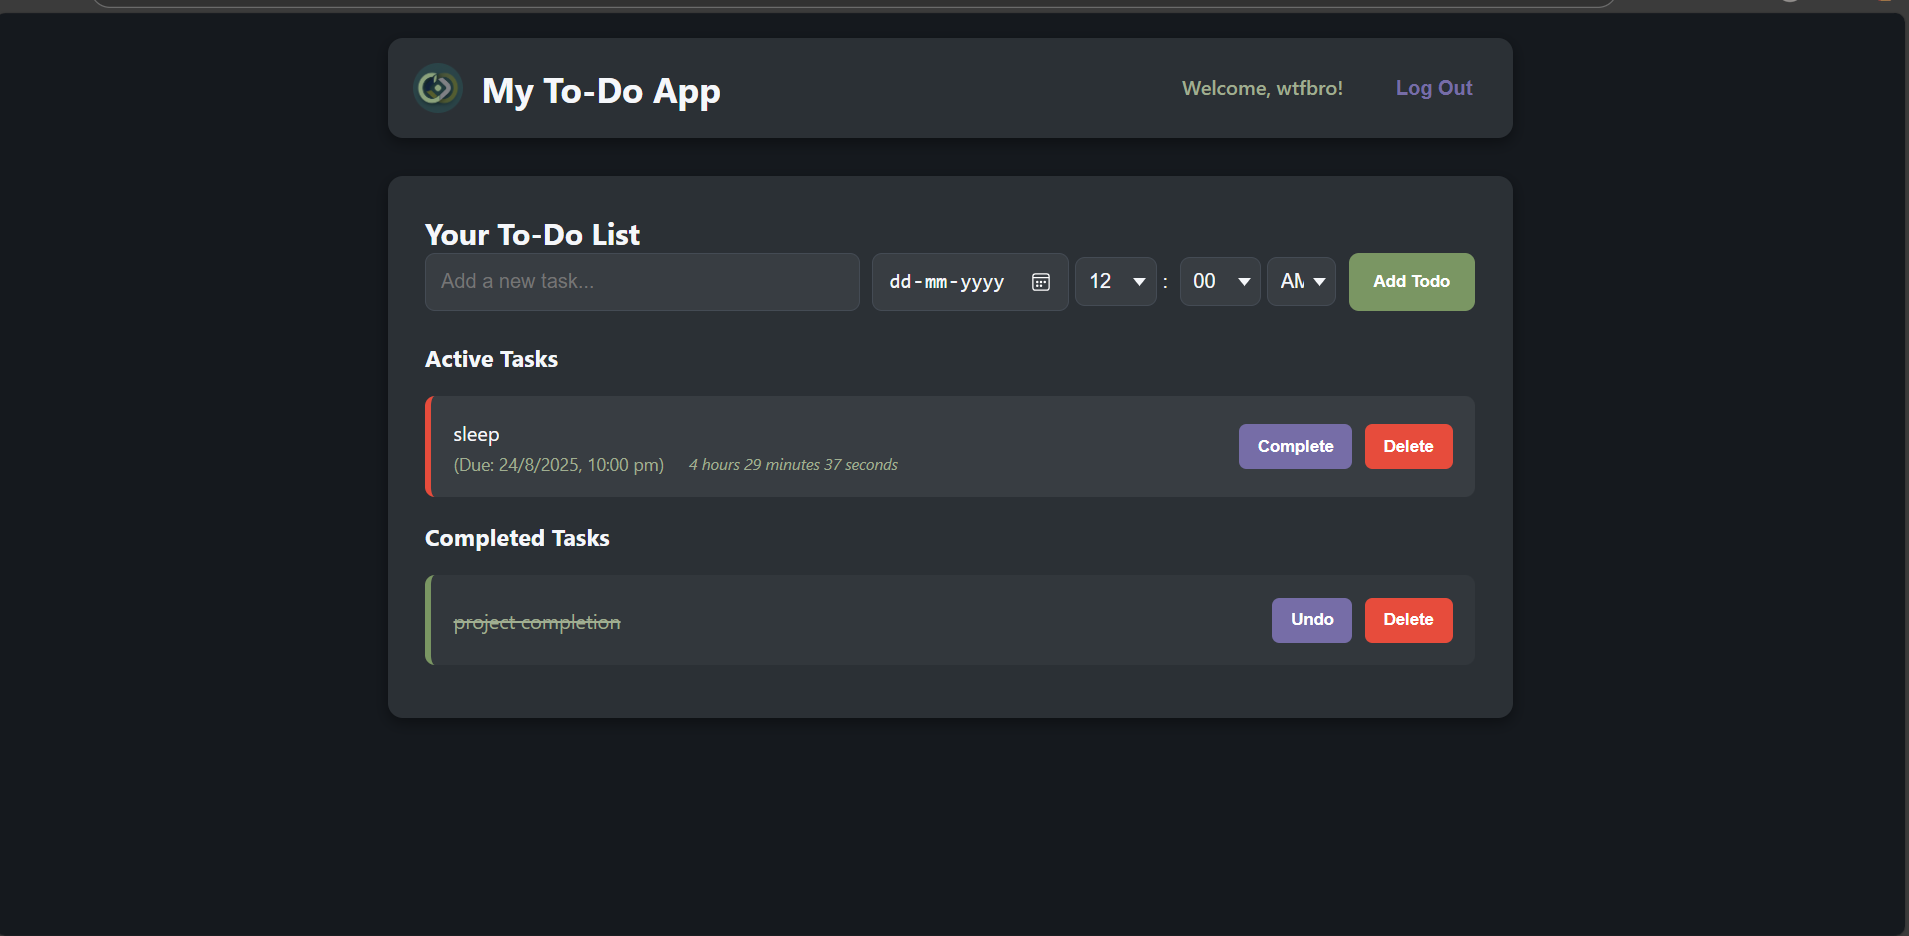 My To-Do App
Welcome, wtfbro! Log Out
Your To-Do List
Add a new task... dd-mm-yyyy 12 : 00 AM Add Todo
Active Tasks
sleep
(Due: 24/8/2025, 10:00 pm) 4 hours 29 minutes 37 seconds
Complete Delete
Completed Tasks
project completion
Undo Delete